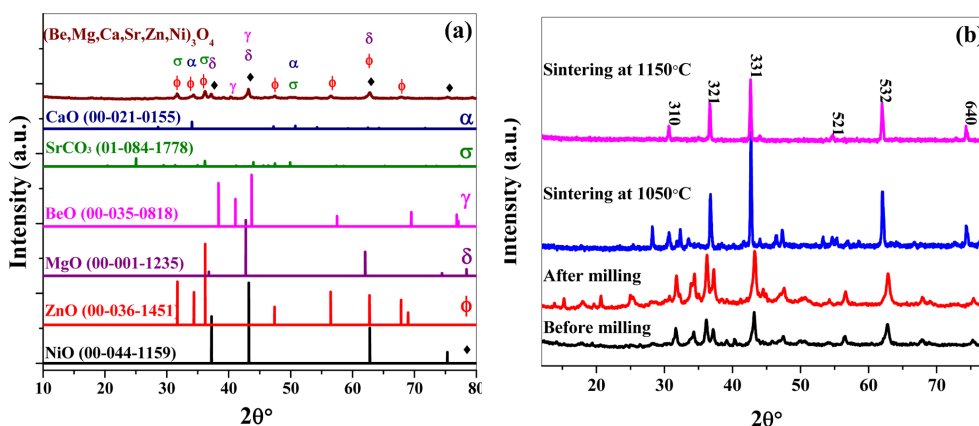 (Be,Mg,Ca,Sr,Zn,Ni)₃O₄
(a)
γ
δ
δ
σ α σ δ
α
ϕ
ϕ ϕ ϕ ♦ γ ♦ σ ϕ ϕ ♦ ϕ ♦
CaO (00-021-0155) α
SrCO₃ (01-084-1778) σ
BeO (00-035-0818) γ
MgO (00-001-1235) δ
ZnO (00-036-1451) ϕ
NiO (00-044-1159) ♦
Intensity (a.u.)
10 20 30 40 50 60 70 80
2θ°
(b)
Sintering at 1150°C
310
321
331
521
532
640
Sintering at 1050°C
After milling
Before milling
Intensity (a.u.)
20 30 40 50 60 70
2θ°